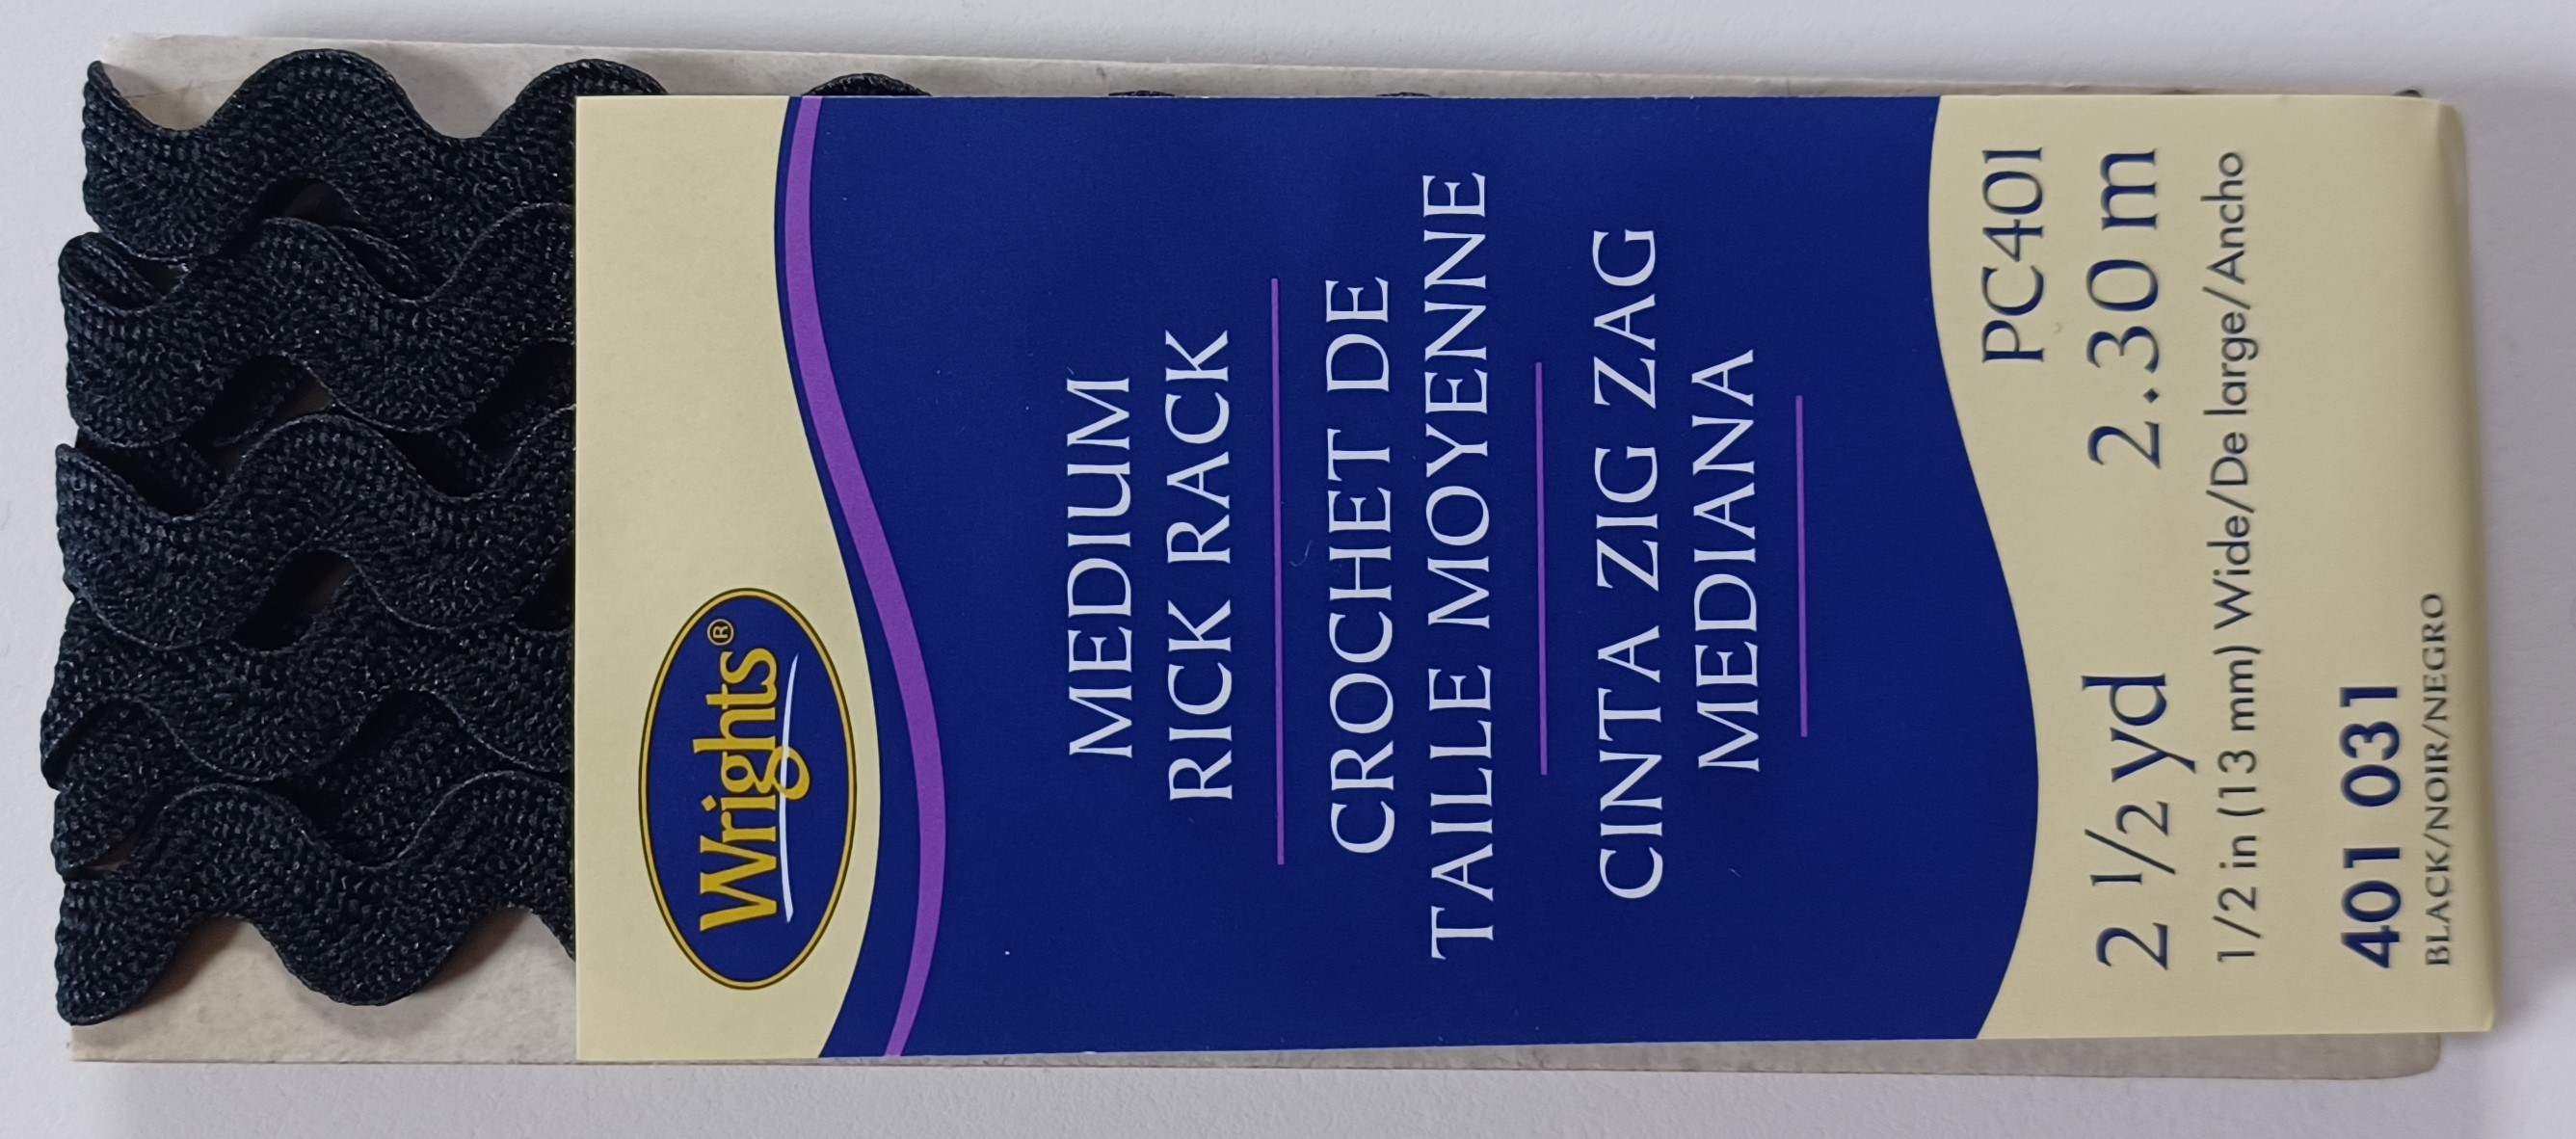 Wrights®
MEDIUM
RICK RACK
CROCHET DE
TAILLE MOYENNE
CINTA ZIG ZAG
MEDIANA
PC401
2 1/2 yd 2.30 m
1/2 in (13 mm) Wide/De large/Ancho
401 031
BLACK/NOIR/NEGRO